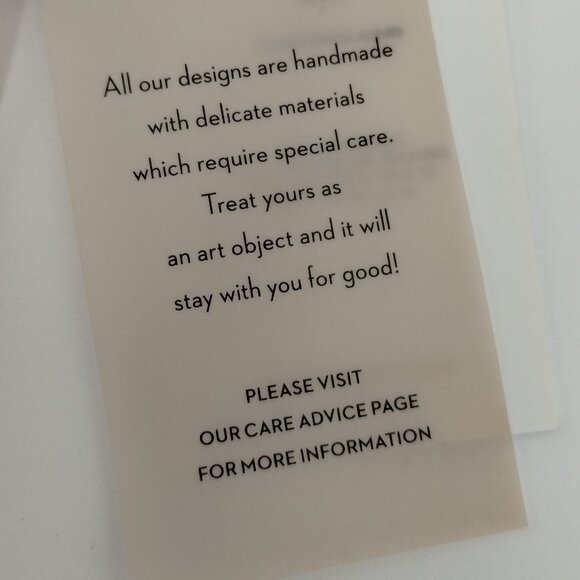 All our designs are handmade
with delicate materials
which require special care.
Treat yours as
an art object and it will
stay with you for good!
PLEASE VISIT
OUR CARE ADVICE PAGE
FOR MORE INFORMATION